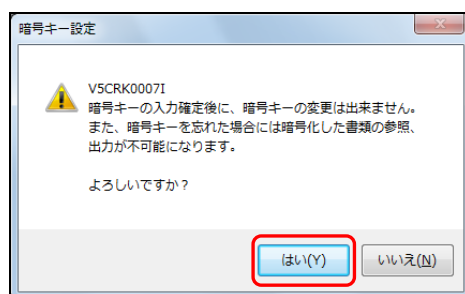 暗号キー設定
V5CRK0007I
暗号キーの入力確定後に、暗号キーの変更は出来ません。
また、暗号キーを忘れた場合には暗号化した書類の参照、
出力が不可能になります。
よろしいですか？
はい(Y)
いいえ(N)